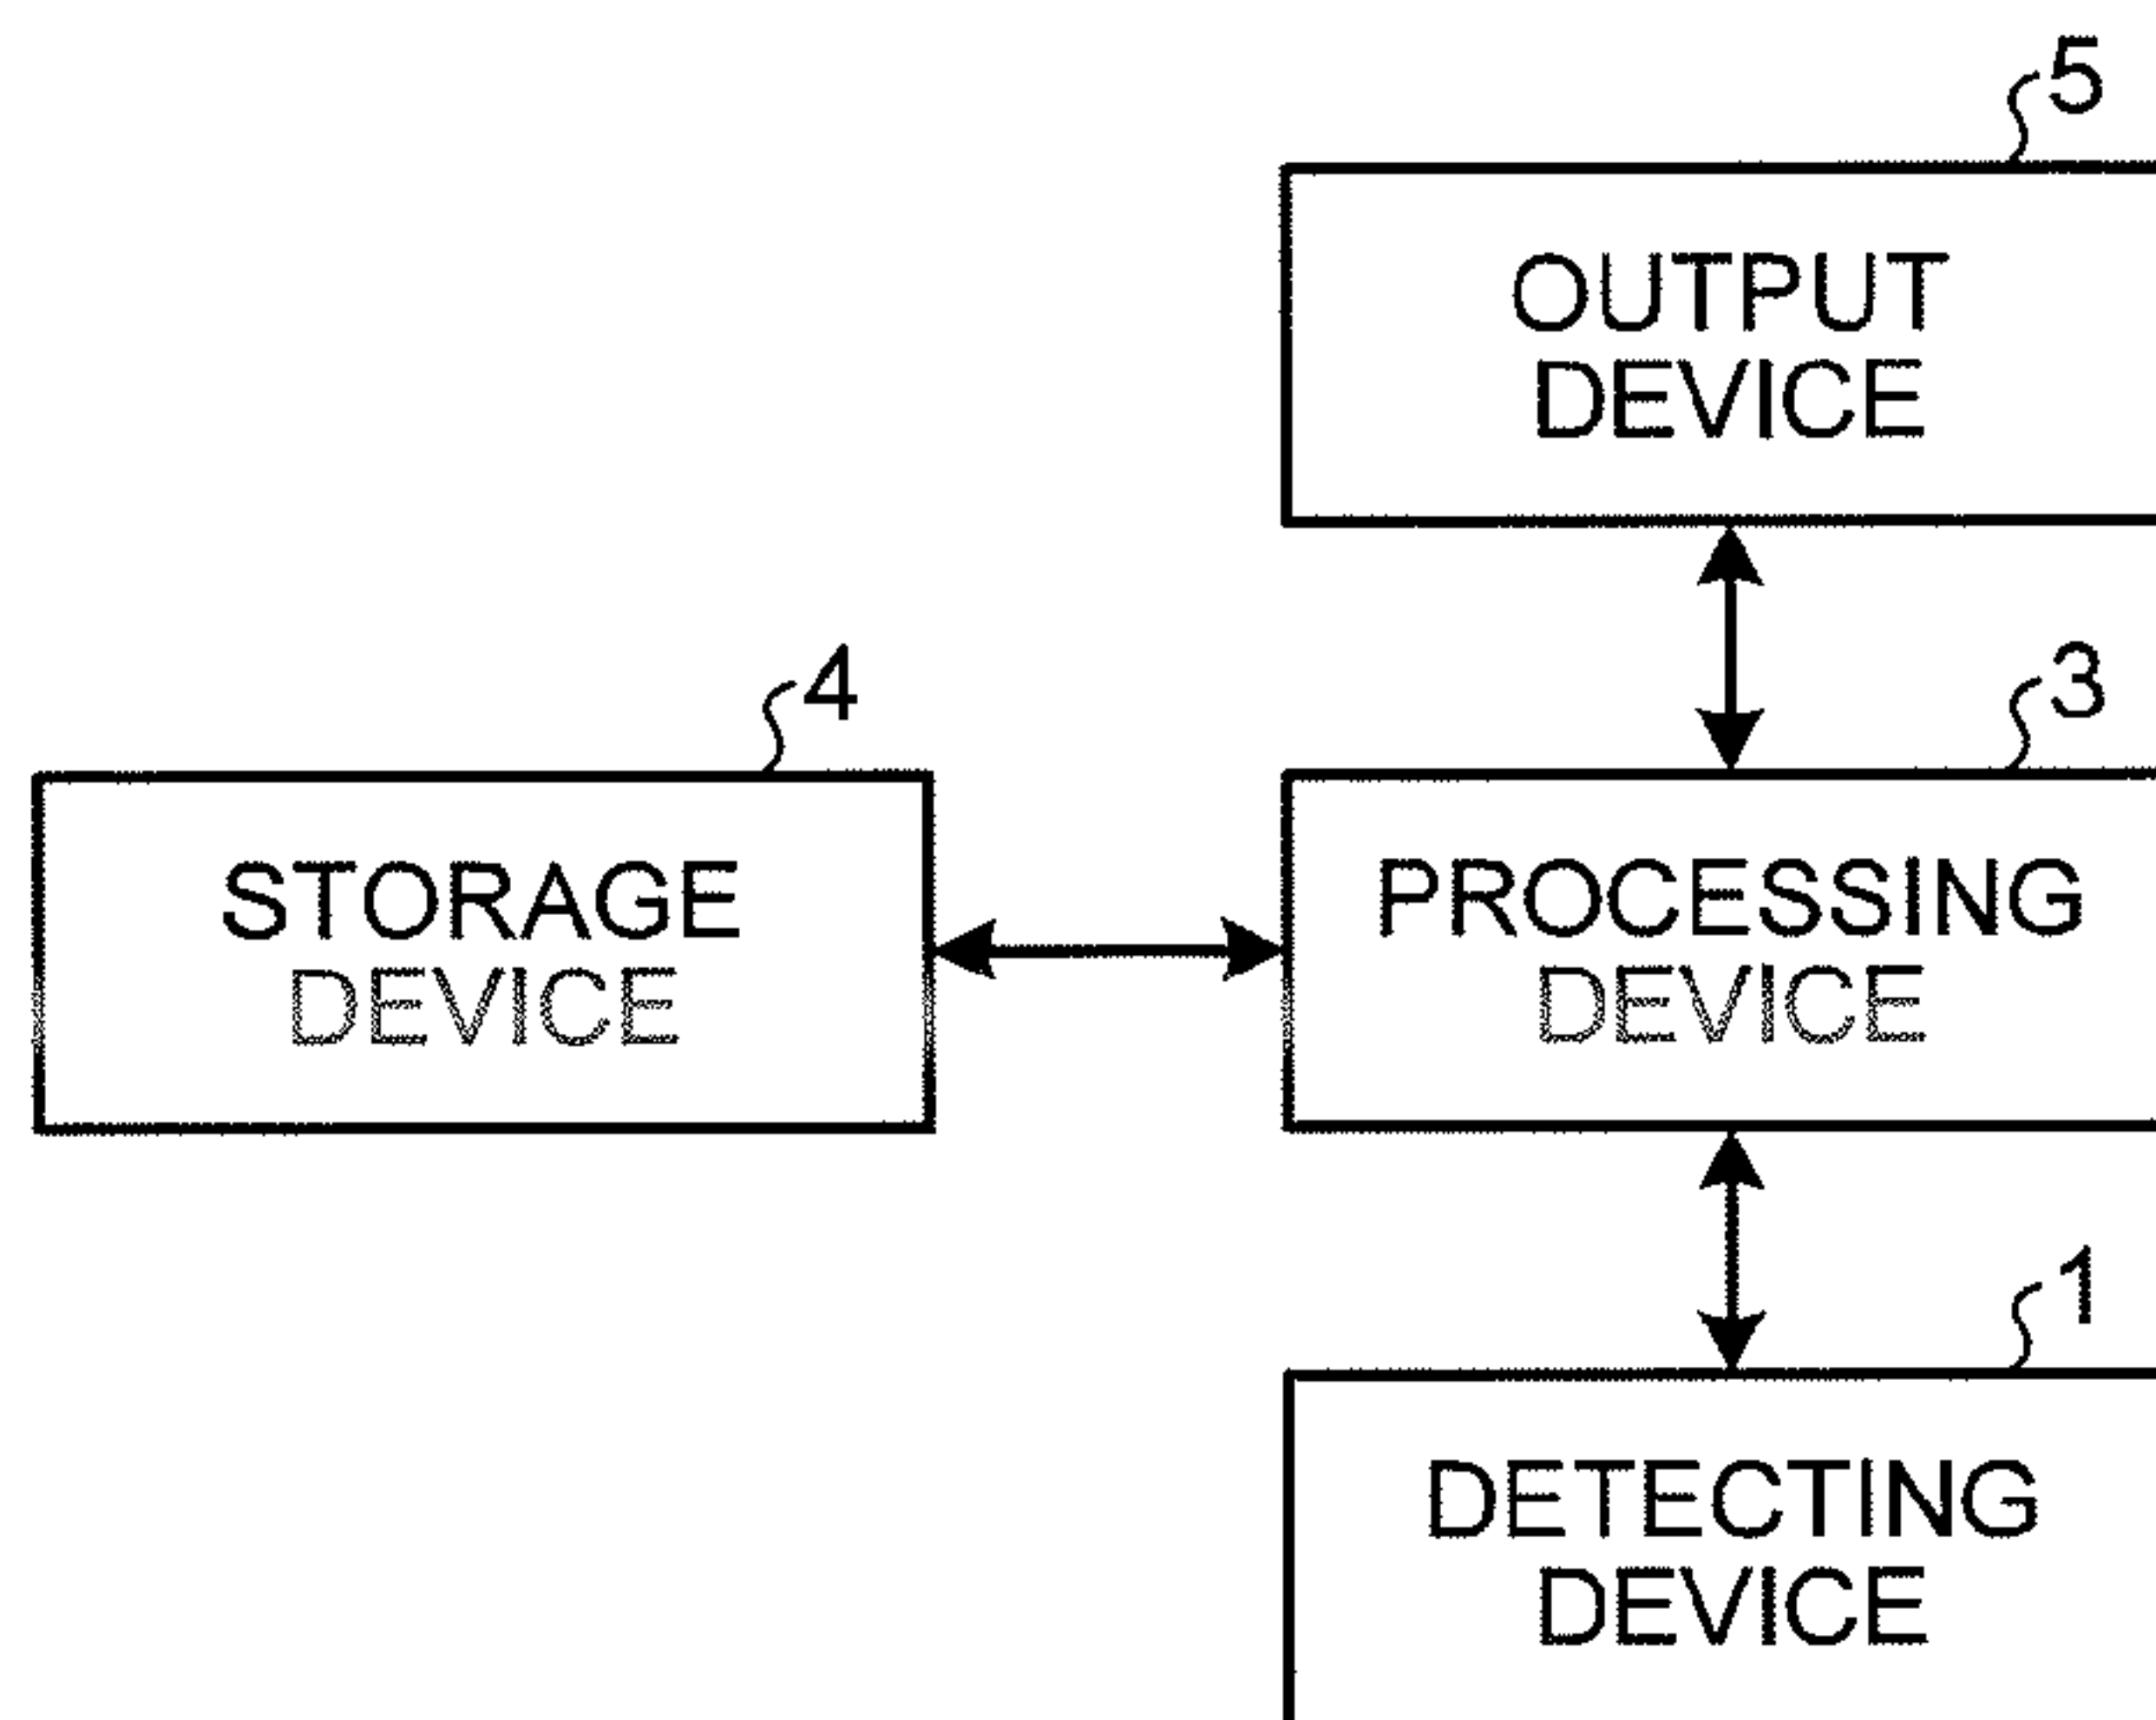 5
OUTPUT
DEVICE
4
3
STORAGE
DEVICE
PROCESSING
DEVICE
1
DETECTING
DEVICE